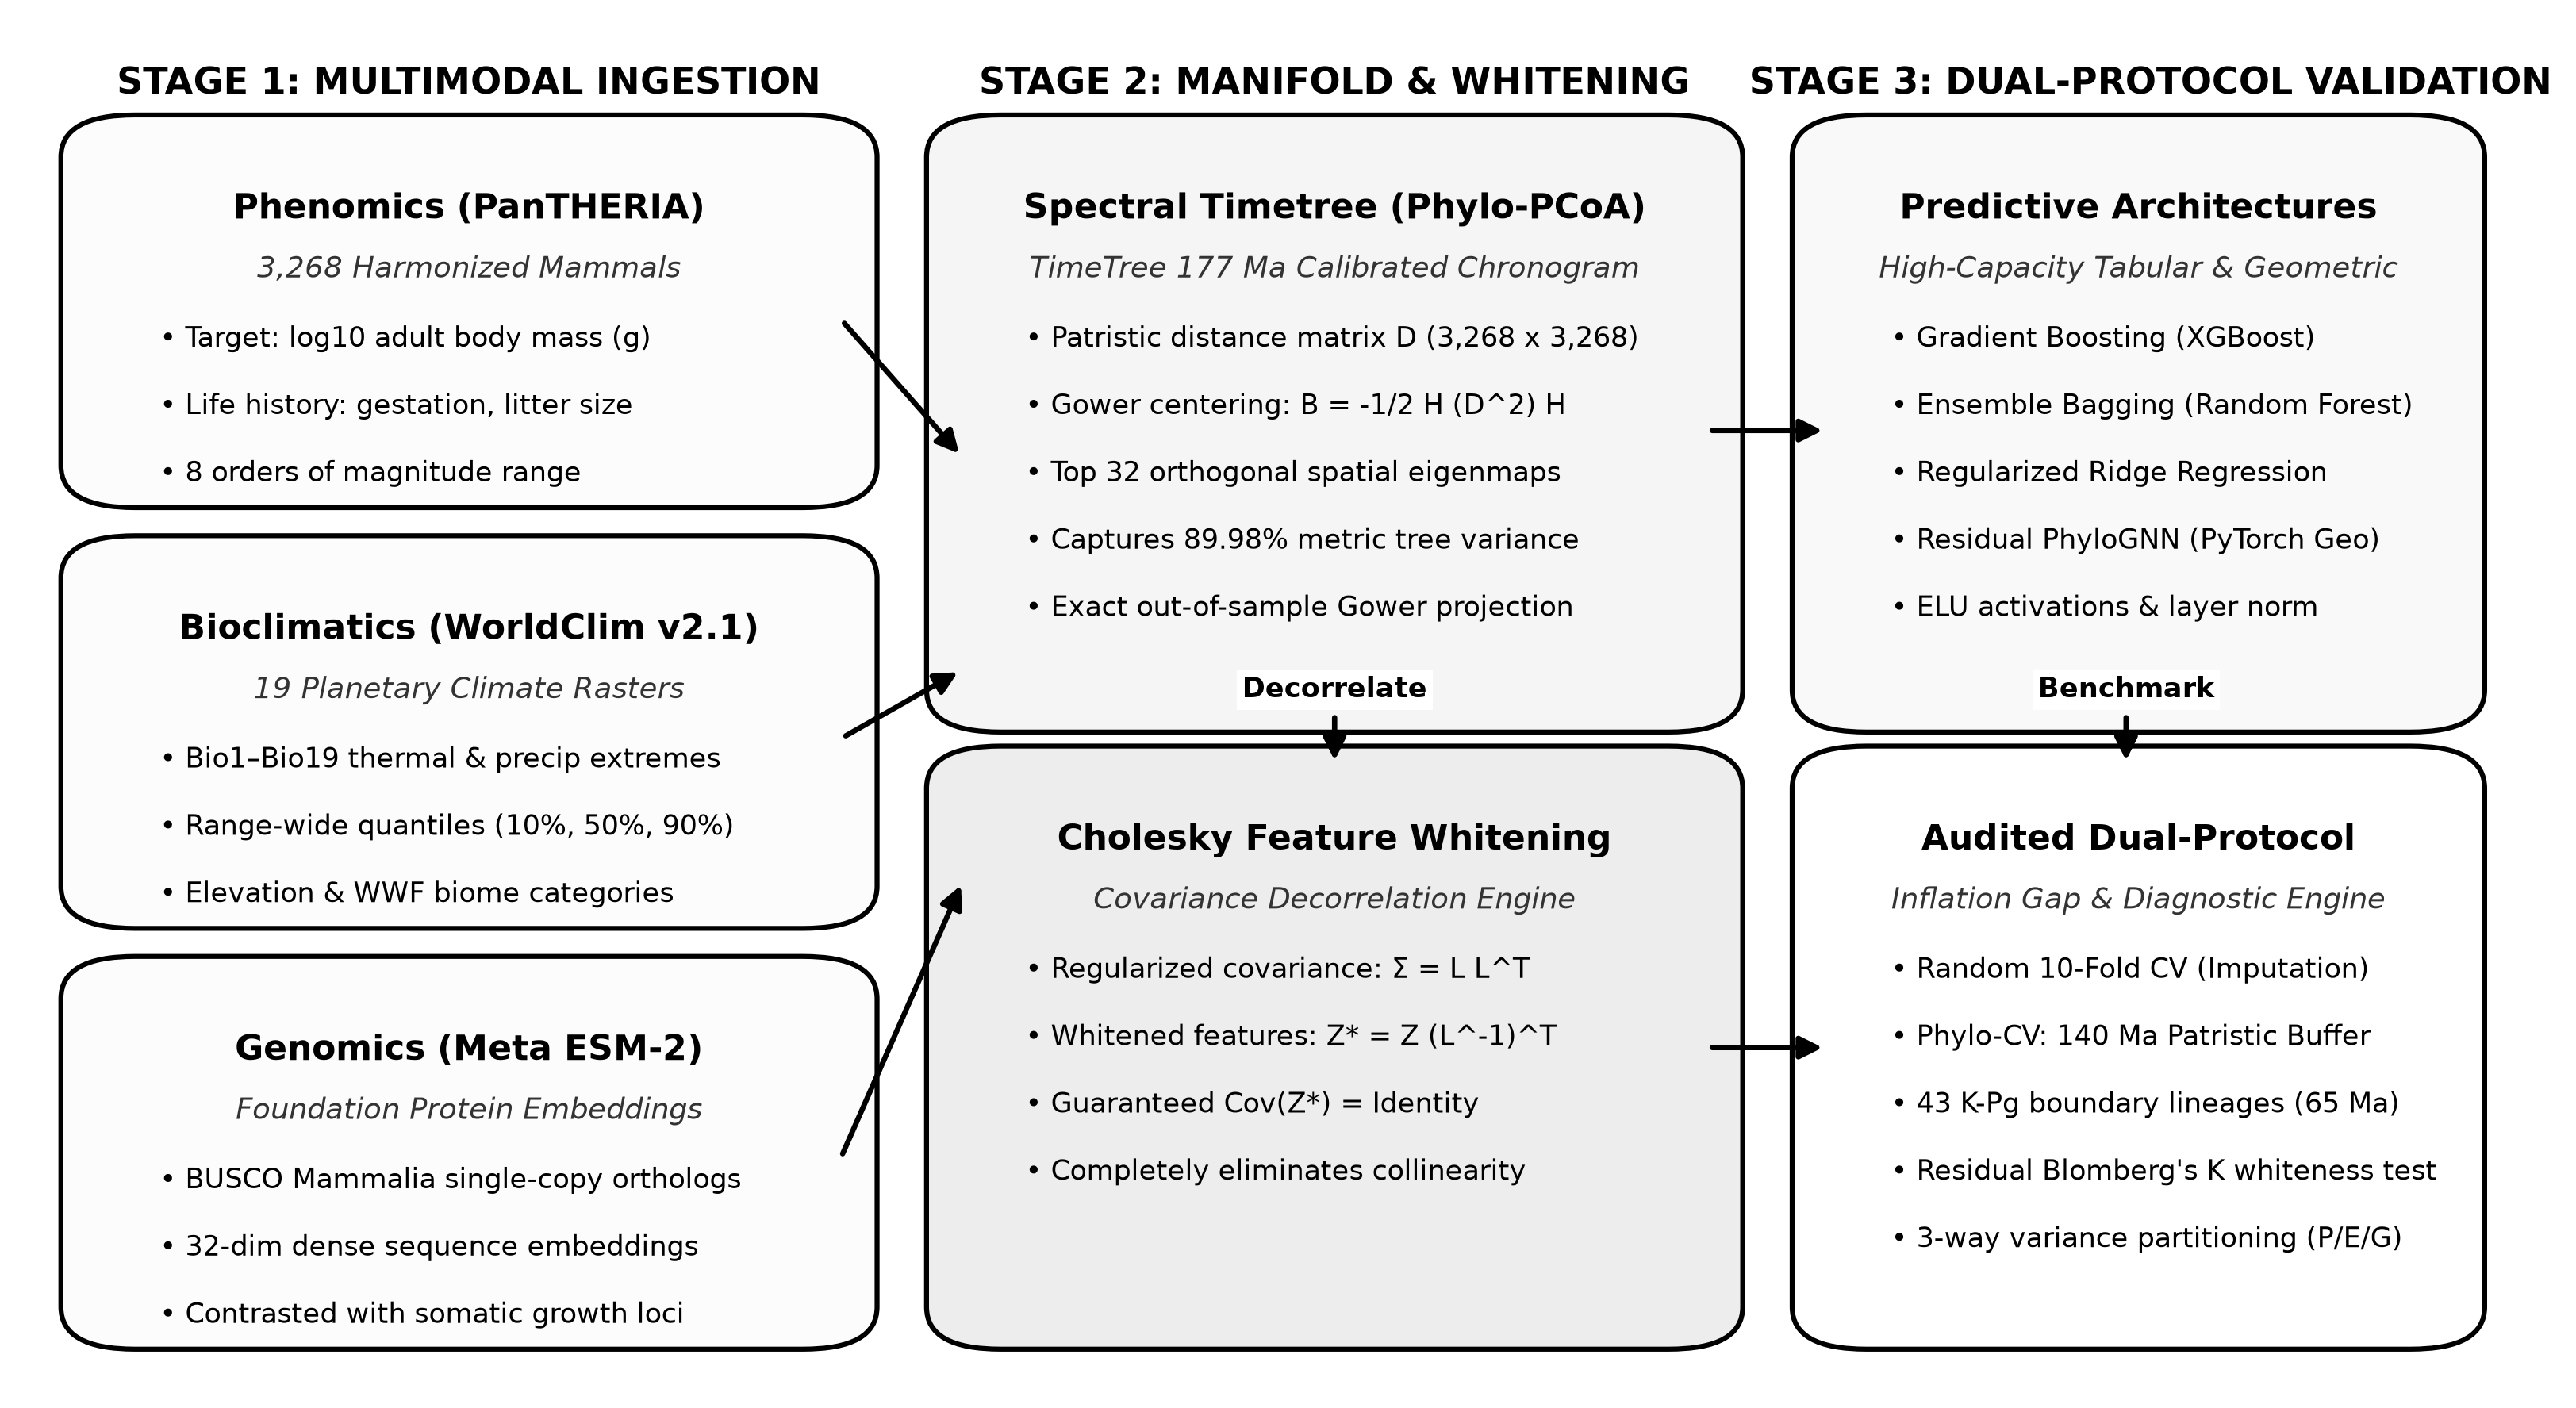 STAGE 1: MULTIMODAL INGESTION
Phenomics (PanTHERIA)
3,268 Harmonized Mammals
• Target: log10 adult body mass (g)
• Life history: gestation, litter size
• 8 orders of magnitude range
Bioclimatics (WorldClim v2.1)
19 Planetary Climate Rasters
• Bio1–Bio19 thermal & precip extremes
• Range-wide quantiles (10%, 50%, 90%)
• Elevation & WWF biome categories
Genomics (Meta ESM-2)
Foundation Protein Embeddings
• BUSCO Mammalia single-copy orthologs
• 32-dim dense sequence embeddings
• Contrasted with somatic growth loci
STAGE 2: MANIFOLD & WHITENING
Spectral Timetree (Phylo-PCoA)
TimeTree 177 Ma Calibrated Chronogram
• Patristic distance matrix D (3,268 x 3,268)
• Gower centering: B = -1/2 H (D^2) H
• Top 32 orthogonal spatial eigenmaps
• Captures 89.98% metric tree variance
• Exact out-of-sample Gower projection
Decorrelate
Cholesky Feature Whitening
Covariance Decorrelation Engine
• Regularized covariance: Σ = L L^T
• Whitened features: Z* = Z (L^-1)^T
• Guaranteed Cov(Z*) = Identity
• Completely eliminates collinearity
STAGE 3: DUAL-PROTOCOL VALIDATION
Predictive Architectures
High-Capacity Tabular & Geometric
• Gradient Boosting (XGBoost)
• Ensemble Bagging (Random Forest)
• Regularized Ridge Regression
• Residual PhyloGNN (PyTorch Geo)
• ELU activations & layer norm
Benchmark
Audited Dual-Protocol
Inflation Gap & Diagnostic Engine
• Random 10-Fold CV (Imputation)
• Phylo-CV: 140 Ma Patristic Buffer
• 43 K-Pg boundary lineages (65 Ma)
• Residual Blomberg's K whiteness test
• 3-way variance partitioning (P/E/G)